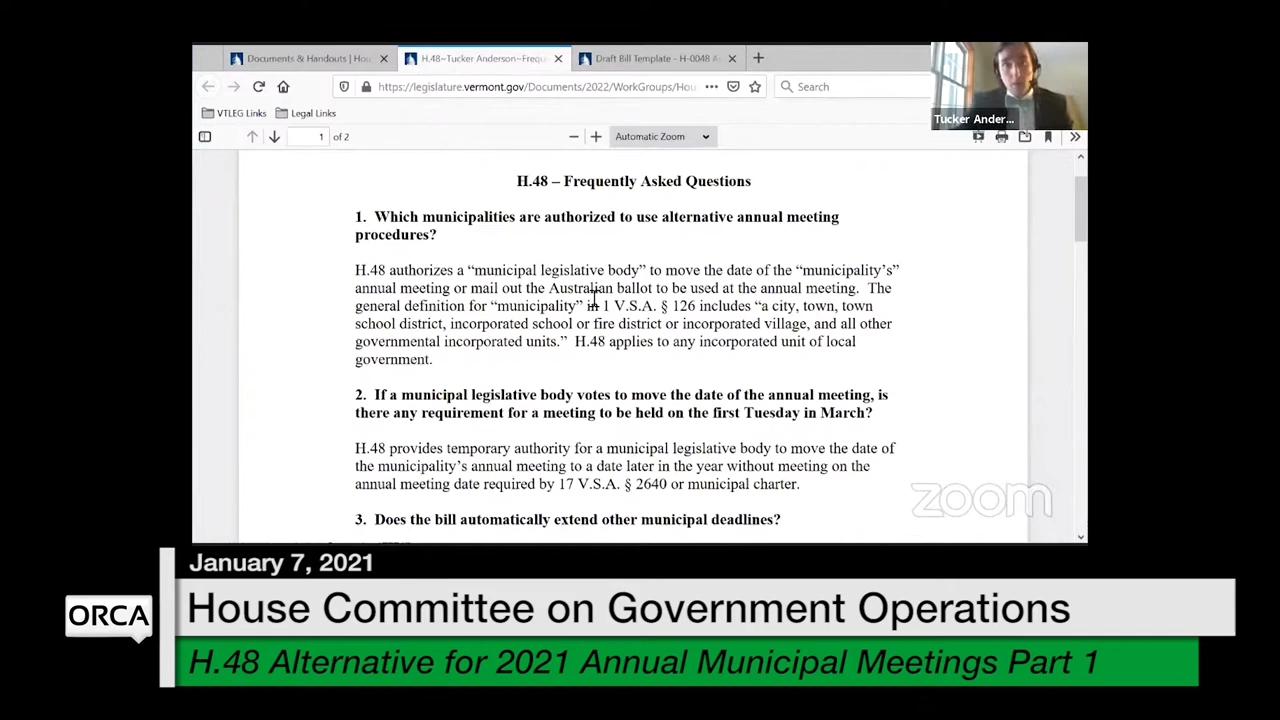 Documents & Handouts | Hou
H.48~Tucker Anderson~Frequ
Draft Bill Template - H-0048 A
https://legislature.vermont.gov/Documents/2022/WorkGroups/Hou
Search
VTLEG Links
Legal Links
Tucker Ander...
1 of 2
Automatic Zoom
H.48 – Frequently Asked Questions
1. Which municipalities are authorized to use alternative annual meeting
procedures?
H.48 authorizes a “municipal legislative body” to move the date of the “municipality’s”
annual meeting or mail out the Australian ballot to be used at the annual meeting. The
general definition for “municipality” in 1 V.S.A. § 126 includes “a city, town, town
school district, incorporated school or fire district or incorporated village, and all other
governmental incorporated units.” H.48 applies to any incorporated unit of local
government.
2. If a municipal legislative body votes to move the date of the annual meeting, is
there any requirement for a meeting to be held on the first Tuesday in March?
H.48 provides temporary authority for a municipal legislative body to move the date of
the municipality’s annual meeting to a date later in the year without meeting on the
annual meeting date required by 17 V.S.A. § 2640 or municipal charter.
3. Does the bill automatically extend other municipal deadlines?
zoom
January 7, 2021
ORCA
House Committee on Government Operations
H.48 Alternative for 2021 Annual Municipal Meetings Part 1